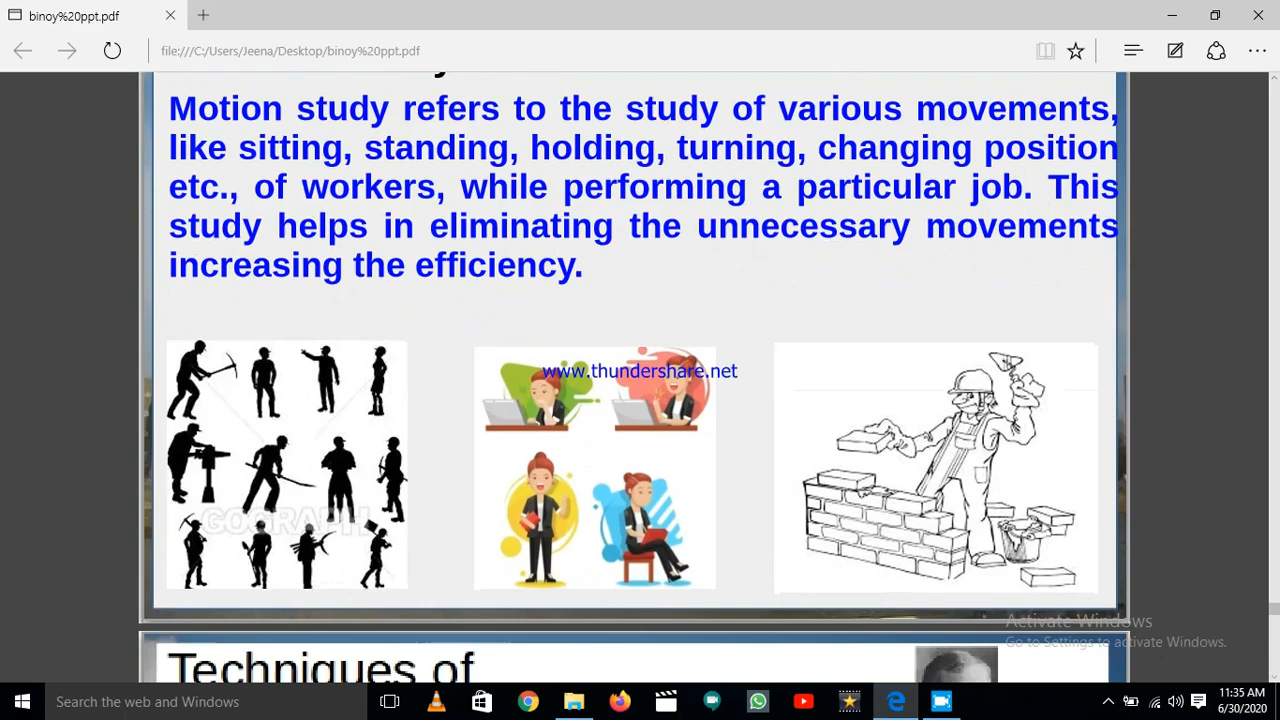 binoy%20ppt.pdf
file:///C:/Users/Jeena/Desktop/binoy%20ppt.pdf
Motion study refers to the study of various movements,
like sitting, standing, holding, turning, changing position
etc., of workers, while performing a particular job. This
study helps in eliminating the unnecessary movements
increasing the efficiency.
www.thundershare.net
GOGRAPH
Activate Windows
Go to Settings to activate Windows.
Techniques of
Search the web and Windows
11:35 AM
6/30/2020